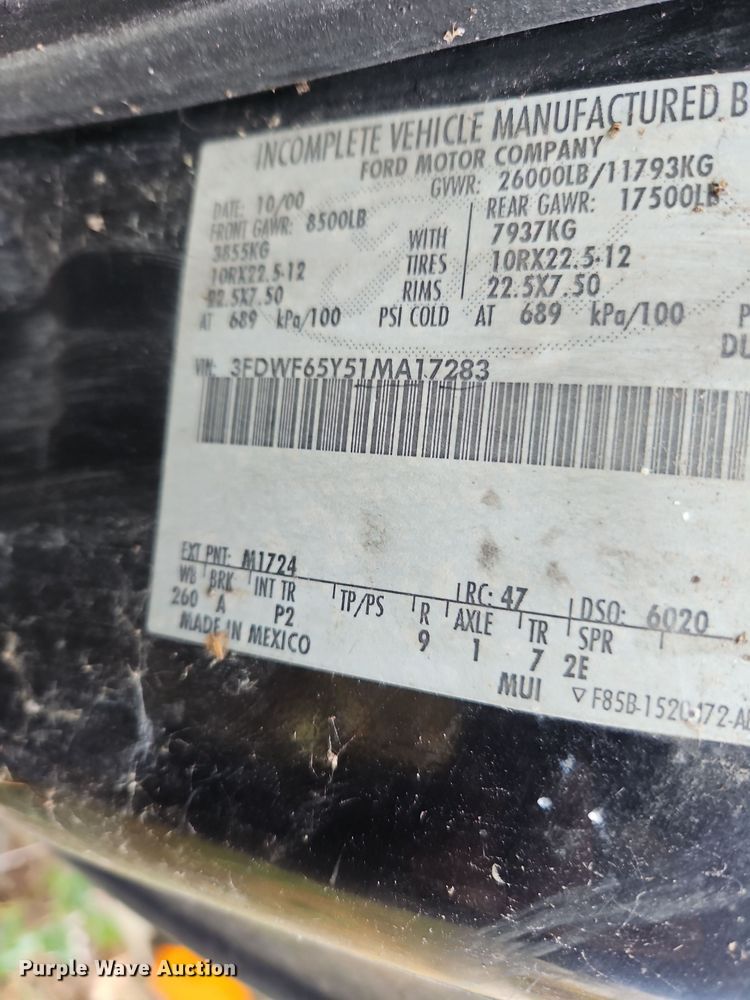 INCOMPLETE VEHICLE MANUFACTURED B
FORD MOTOR COMPANY
DATE: 10/00 GVWR: 26000LB/11793KG
FRONT GAWR: 8500LB REAR GAWR: 17500LB
3855KG WITH 7937KG
10RX22.5-12 TIRES 10RX22.5-12
22.5X7.50 RIMS 22.5X7.50
AT 689 kPa/100 PSI COLD AT 689 kPa/100 P
DU
VIN: 3FDWF65Y51MA17283
EXT PNT: M1724 RC: 47 DSO: 6020
WB BRK INT TR TP/PS R AXLE TR SPR
260 A P2 9 1 7 2E
MADE IN MEXICO MUI ▽ F85B-1520472-A
Purple Wave Auction